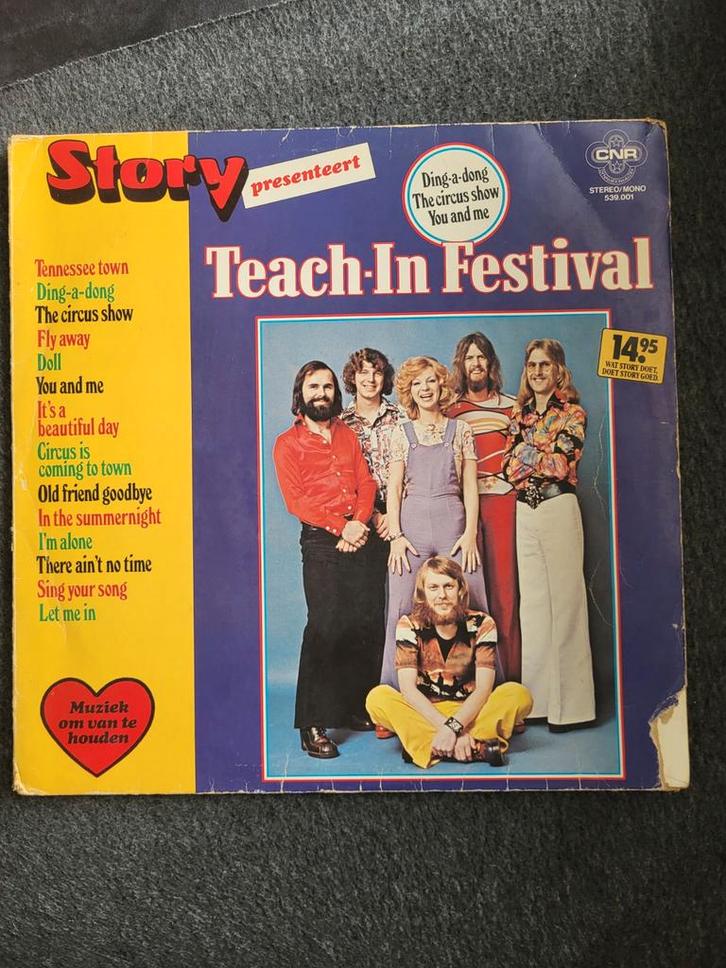 Story
presenteert
Ding-a-dong
The circus show
You and me
CNR
STEREO/MONO
539.001
Teach-In Festival
Tennessee town
Ding-a-dong
The circus show
Fly away
Doll
You and me
It's a
beautiful day
Circus is
coming to town
Old friend goodbye
In the summernight
I'm alone
There ain't no time
Sing your song
Let me in
14.95
WAT STORY DOET,
DOET STORY GOED.
Muziek
om van te
houden